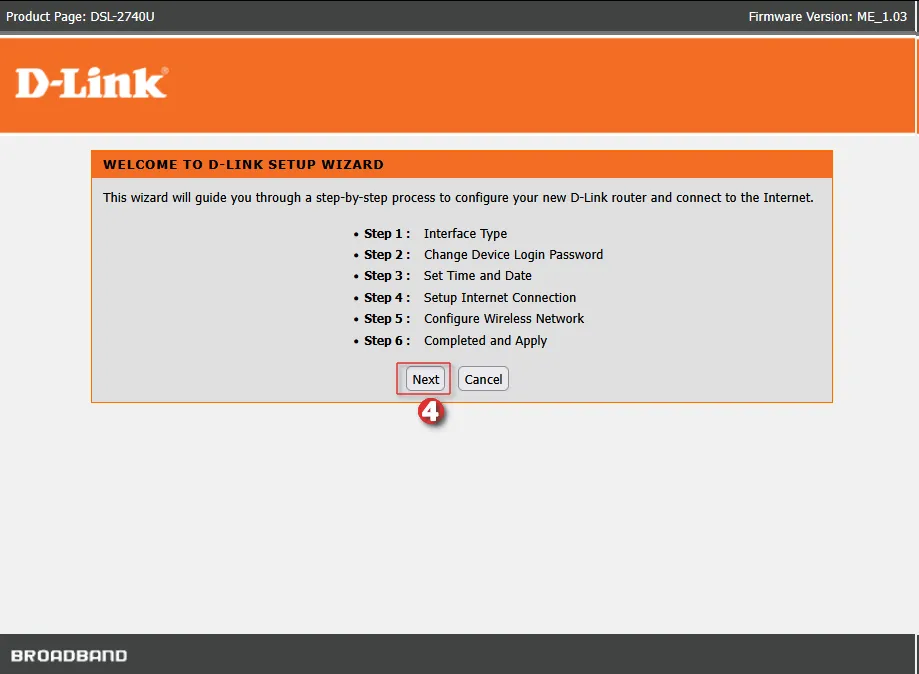 Product Page: DSL-2740U Firmware Version: ME_1.03
D-Link®
WELCOME TO D-LINK SETUP WIZARD
This wizard will guide you through a step-by-step process to configure your new D-Link router and connect to the Internet.
• Step 1 : Interface Type
• Step 2 : Change Device Login Password
• Step 3 : Set Time and Date
• Step 4 : Setup Internet Connection
• Step 5 : Configure Wireless Network
• Step 6 : Completed and Apply
Next Cancel
4
BROADBAND